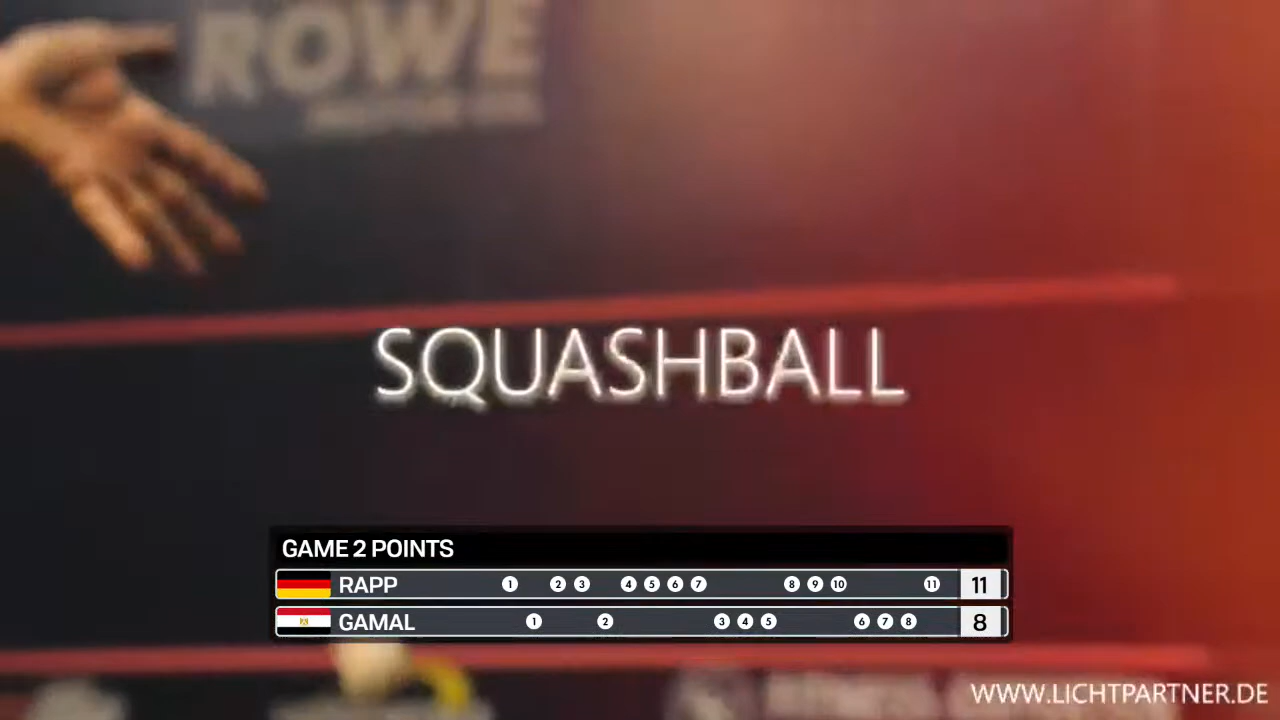 ROWE
SQUASHBALL
GAME 2 POINTS
RAPP 1 2 3 4 5 6 7 8 9 10 11 11
GAMAL 1 2 3 4 5 6 7 8 8
WWW.LICHTPARTNER.DE